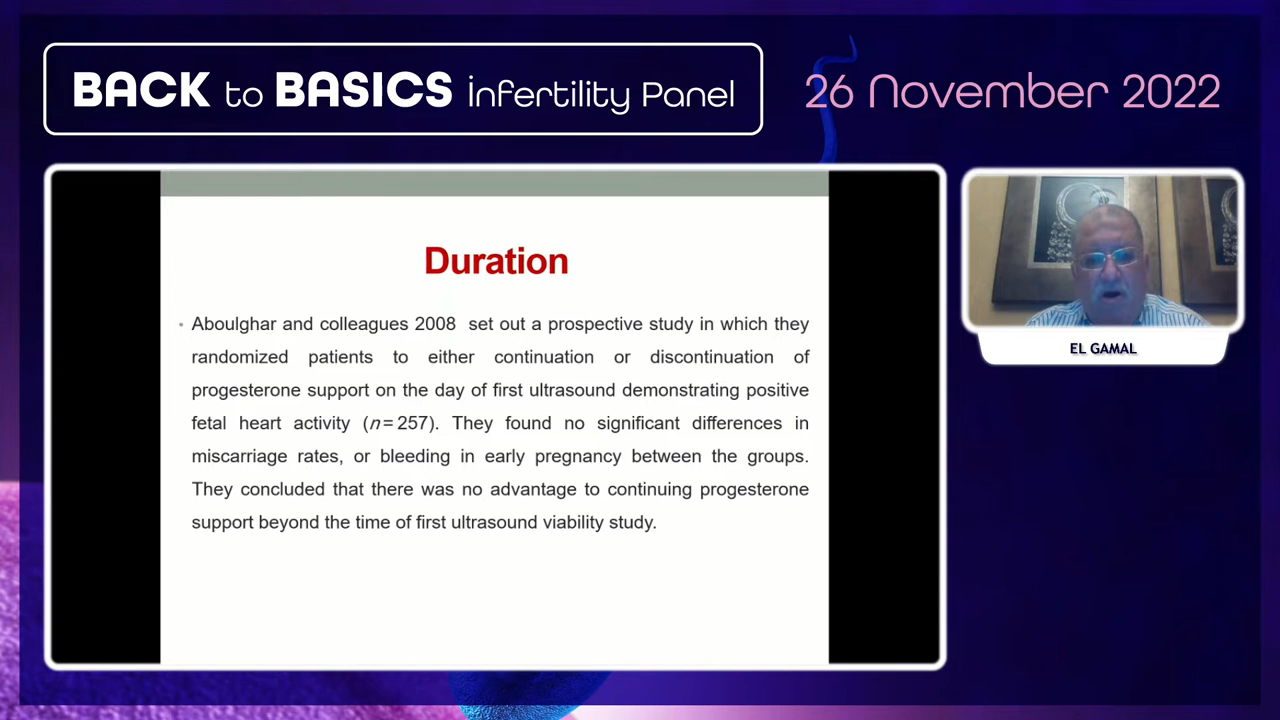 BACK to BASICS infertility Panel
26 November 2022
Duration
• Aboulghar and colleagues 2008 set out a prospective study in which they
randomized patients to either continuation or discontinuation of
progesterone support on the day of first ultrasound demonstrating positive
fetal heart activity (n=257). They found no significant differences in
miscarriage rates, or bleeding in early pregnancy between the groups.
They concluded that there was no advantage to continuing progesterone
support beyond the time of first ultrasound viability study.
EL GAMAL